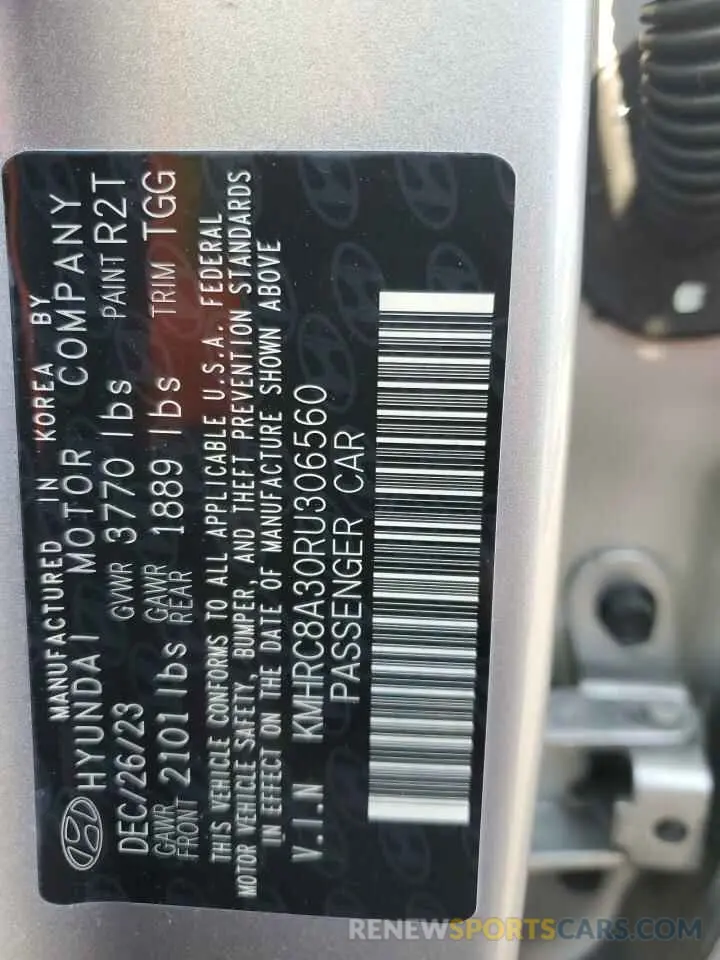 MANUFACTURED IN KOREA BY
HYUNDAI MOTOR COMPANY
DEC/26/23 GVWR 3770 lbs PAINT R2T
GAWR FRONT 2101 lbs GAWR REAR 1889 lbs TRIM TGG
THIS VEHICLE CONFORMS TO ALL APPLICABLE U.S.A. FEDERAL
MOTOR VEHICLE SAFETY, BUMPER, AND THEFT PREVENTION STANDARDS
IN EFFECT ON THE DATE OF MANUFACTURE SHOWN ABOVE
V.I.N KMHRC8A30RU306560
PASSENGER CAR
RENEWSPORTSCARS.COM